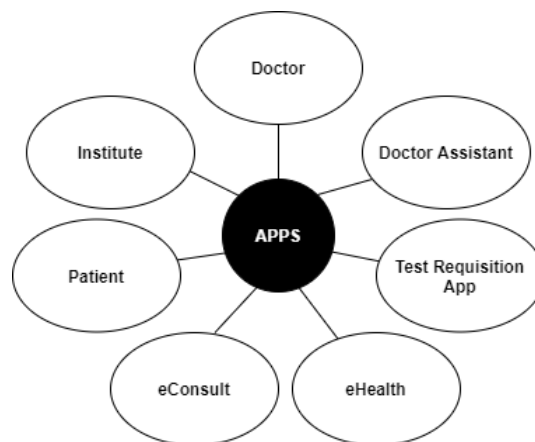 Doctor
Institute
Doctor Assistant
APPS
Patient
Test Requisition
App
eConsult
eHealth